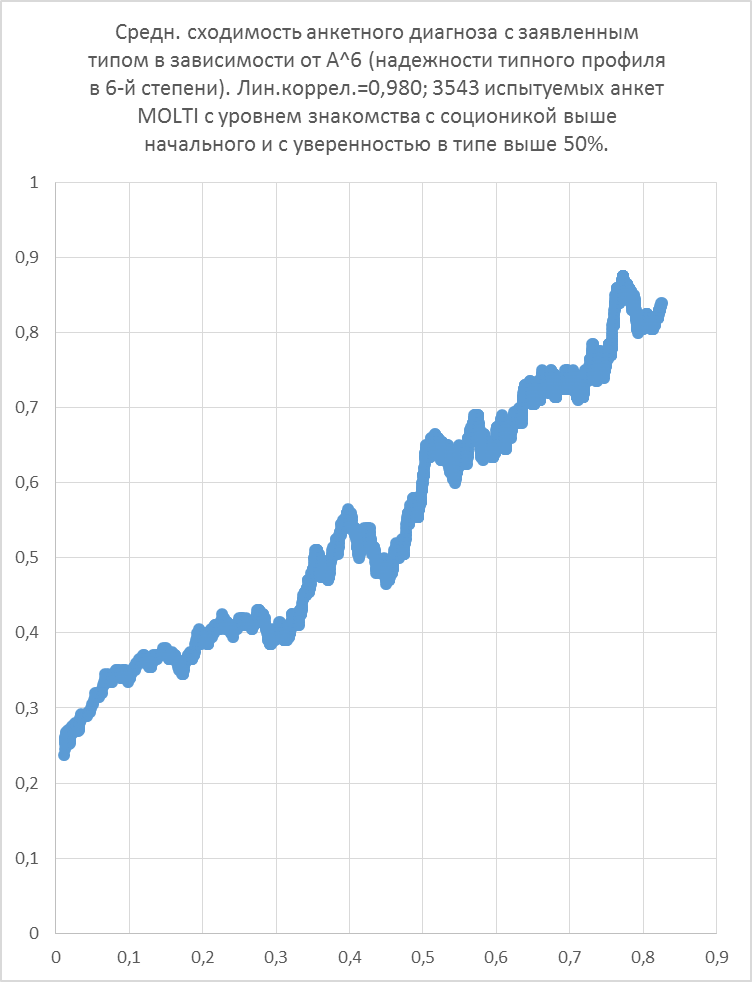 Средн. сходимость анкетного диагноза с заявленным
типом в зависимости от A^6 (надежности типного профиля
в 6-й степени). Лин.коррел.=0,980; 3543 испытуемых анкет
MOLTI с уровнем знакомства с соционикой выше
начального и с уверенностью в типе выше 50%.
1
0,9
0,8
0,7
0,6
0,5
0,4
0,3
0,2
0,1
0
0 0,1 0,2 0,3 0,4 0,5 0,6 0,7 0,8 0,9